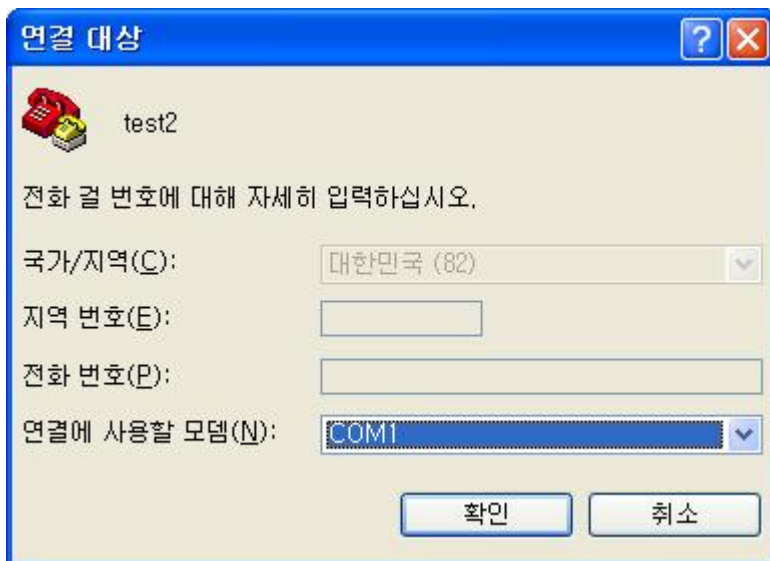 연결 대상
test2
전화 걸 번호에 대해 자세히 입력하십시오.
국가/지역(C): 대한민국 (82)
지역 번호(E):
전화 번호(P):
연결에 사용할 모뎀(N): COM1
확인 취소